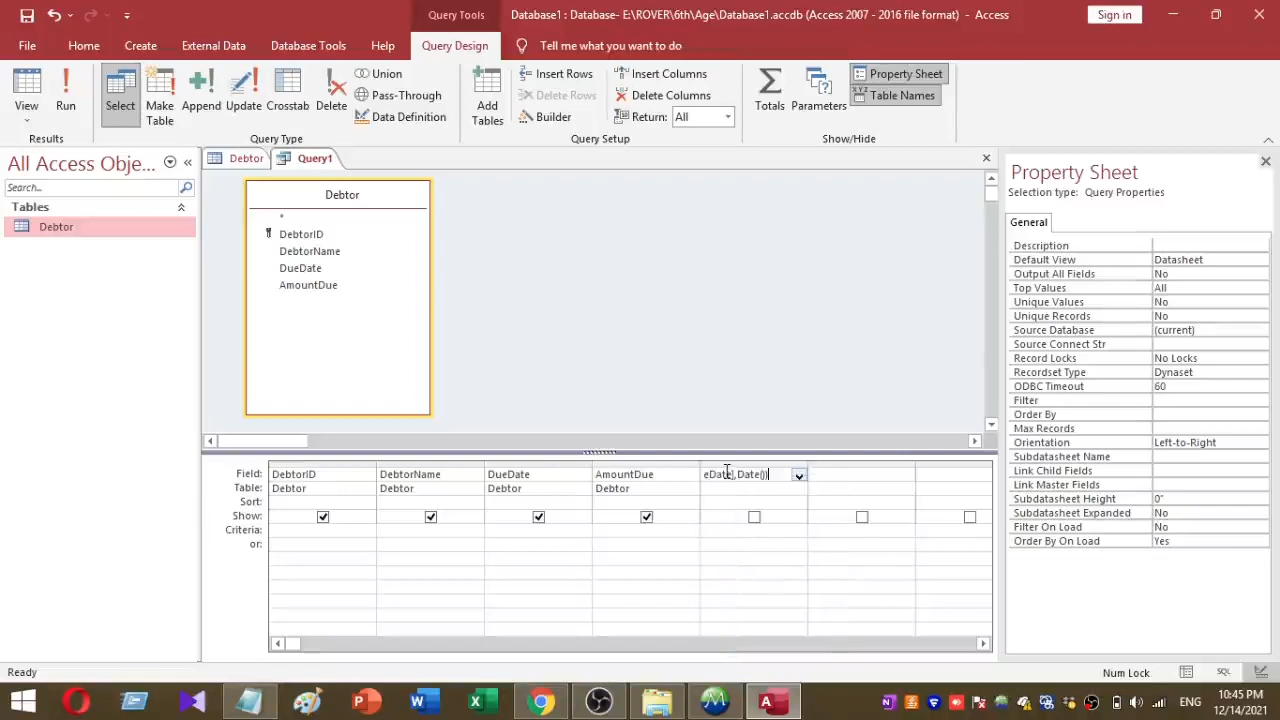 Query Tools
Database1 : Database- E:\ROVER\6th\Age\Database1.accdb (Access 2007 - 2016 file format) - Access
Sign in
File
Home
Create
External Data
Database Tools
Help
Query Design
Tell me what you want to do
View
Run
Select
Make Table
Append
Update
Crosstab
Delete
Union
Pass-Through
Data Definition
Add Tables
Insert Rows
Delete Rows
Builder
Insert Columns
Delete Columns
Return: All
Totals
Parameters
Property Sheet
Table Names
Results
Query Type
Query Setup
Show/Hide
All Access Obje...
Search...
Tables
Debtor
Debtor
Query1
Debtor
*
DebtorID
DebtorName
DueDate
AmountDue
Field: DebtorID DebtorName DueDate AmountDue eDate],Date())
Table: Debtor Debtor Debtor Debtor
Sort:
Show:
Criteria:
or:
Property Sheet
Selection type: Query Properties
General
Description
Default View Datasheet
Output All Fields No
Top Values All
Unique Values No
Unique Records No
Source Database (current)
Source Connect Str
Record Locks No Locks
Recordset Type Dynaset
ODBC Timeout 60
Filter
Order By
Max Records
Orientation Left-to-Right
Subdatasheet Name
Link Child Fields
Link Master Fields
Subdatasheet Height 0"
Subdatasheet Expanded No
Filter On Load No
Order By On Load Yes
Ready
Num Lock
SQL
ENG
10:45 PM
12/14/2021